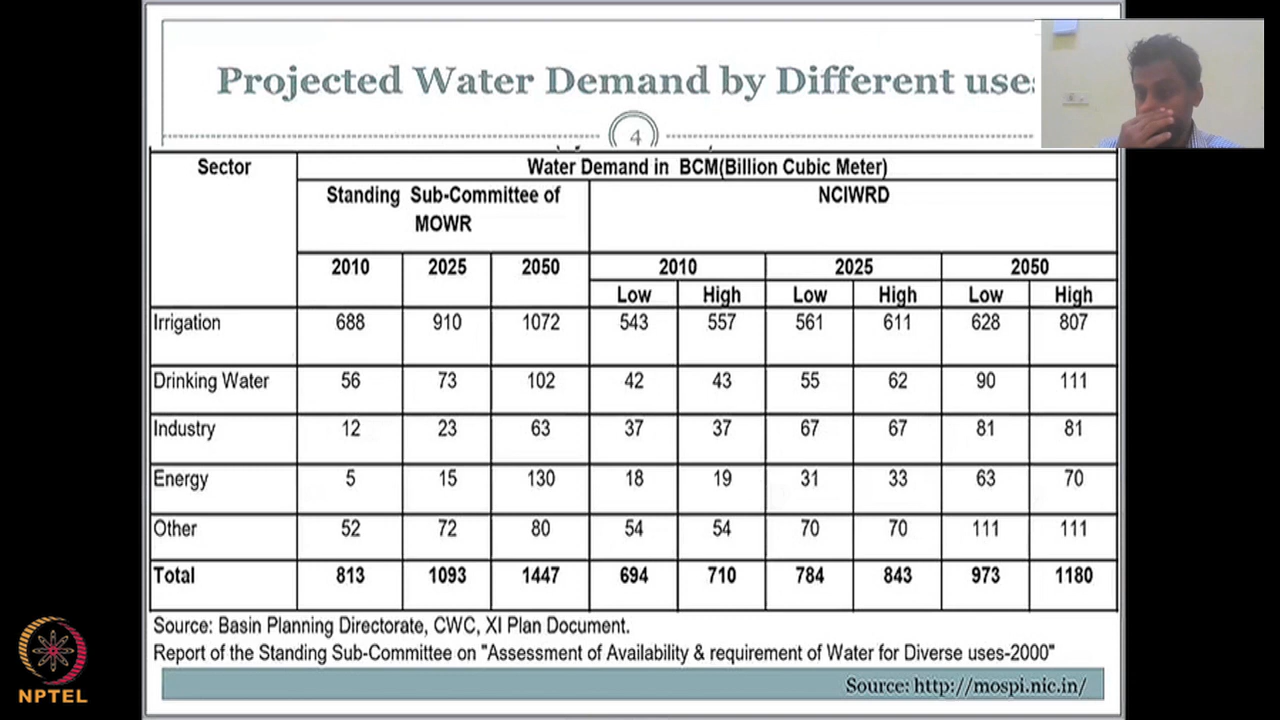 Projected Water Demand by Different use
4
Sector
Water Demand in BCM(Billion Cubic Meter)
Standing Sub-Committee of MOWR
NCIWRD
2010 2025 2050 2010 2025 2050
Low High Low High Low High
Irrigation 688 910 1072 543 557 561 611 628 807
Drinking Water 56 73 102 42 43 55 62 90 111
Industry 12 23 63 37 37 67 67 81 81
Energy 5 15 130 18 19 31 33 63 70
Other 52 72 80 54 54 70 70 111 111
Total 813 1093 1447 694 710 784 843 973 1180
Source: Basin Planning Directorate, CWC, XI Plan Document.
Report of the Standing Sub-Committee on "Assessment of Availability & requirement of Water for Diverse uses-2000"
Source: http://mospi.nic.in/
NPTEL